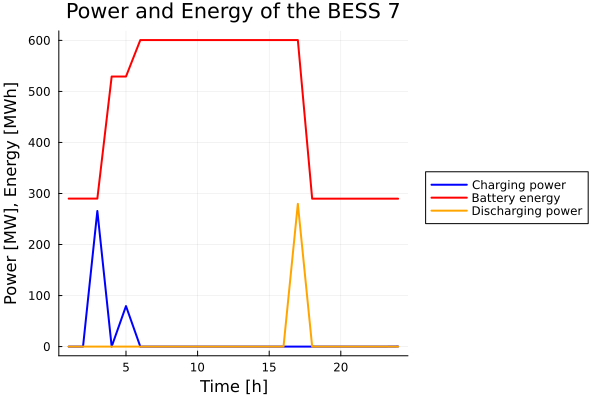 Power and Energy of the BESS 7
Power [MW], Energy [MWh]
600
500
400
300
200
100
0
5
10
15
20
Time [h]
Charging power
Battery energy
Discharging power